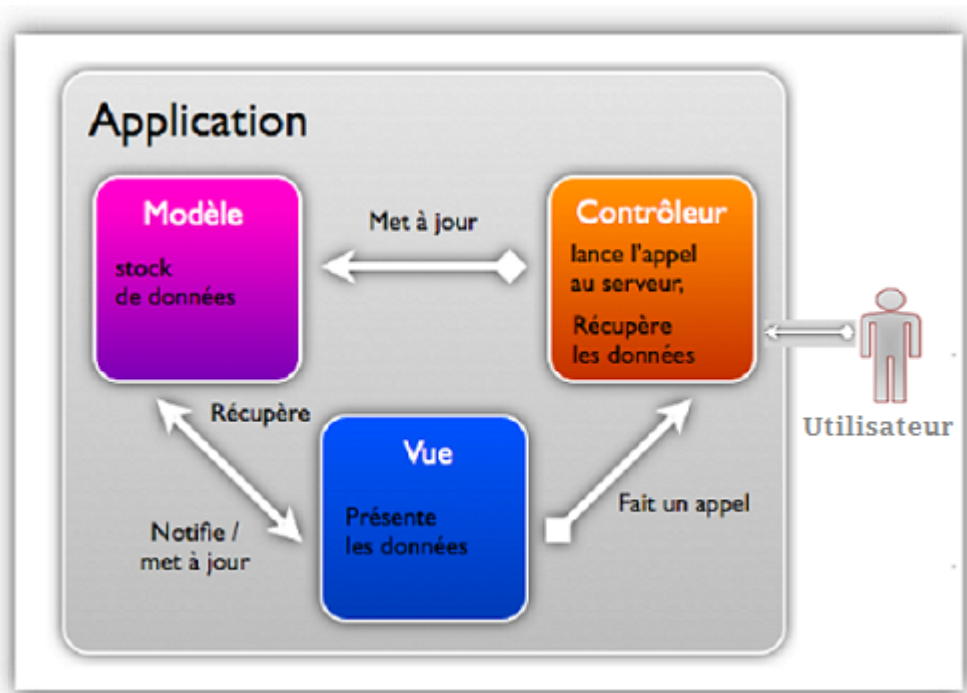 Application
Modèle
stock
de données
Met à jour
Contrôleur
lance l'appel
au serveur,
Récupère
les données
Utilisateur
Récupère
Vue
Présente
les données
Notifie /
met à jour
Fait un appel